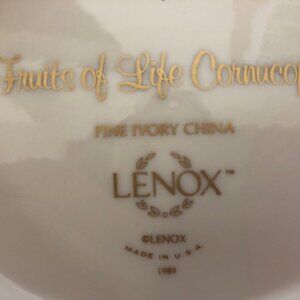 Fruits of Life Cornucop
FINE IVORY CHINA
LENOX™
©LENOX
MADE IN U.S.A
1989